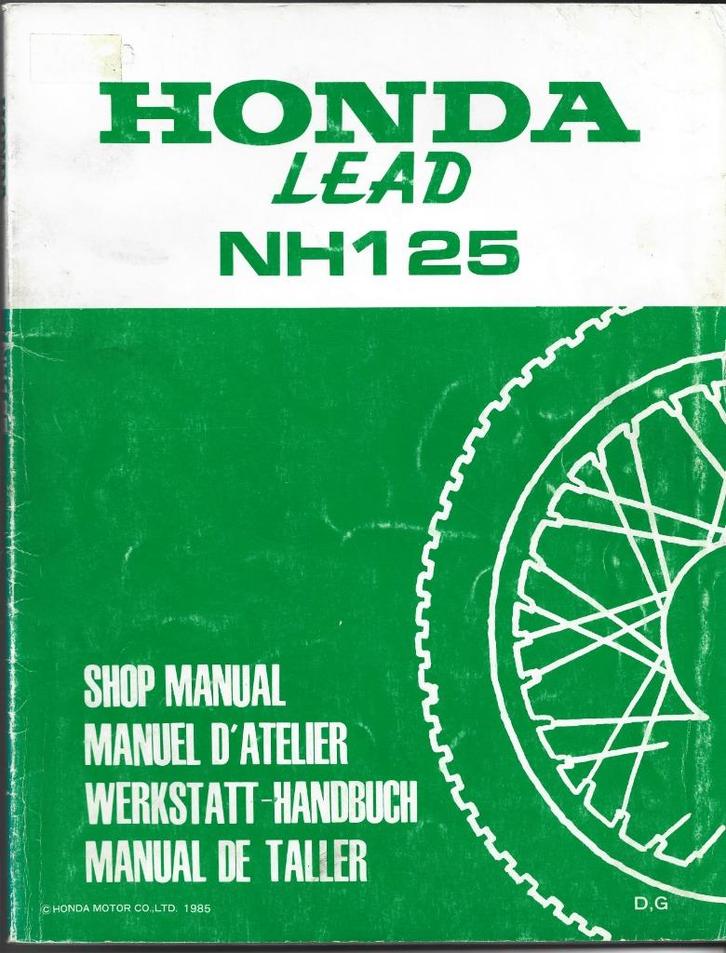 HONDA
LEAD
NH125
SHOP MANUAL
MANUEL D'ATELIER
WERKSTATT-HANDBUCH
MANUAL DE TALLER
© HONDA MOTOR CO.,LTD. 1985
D,G